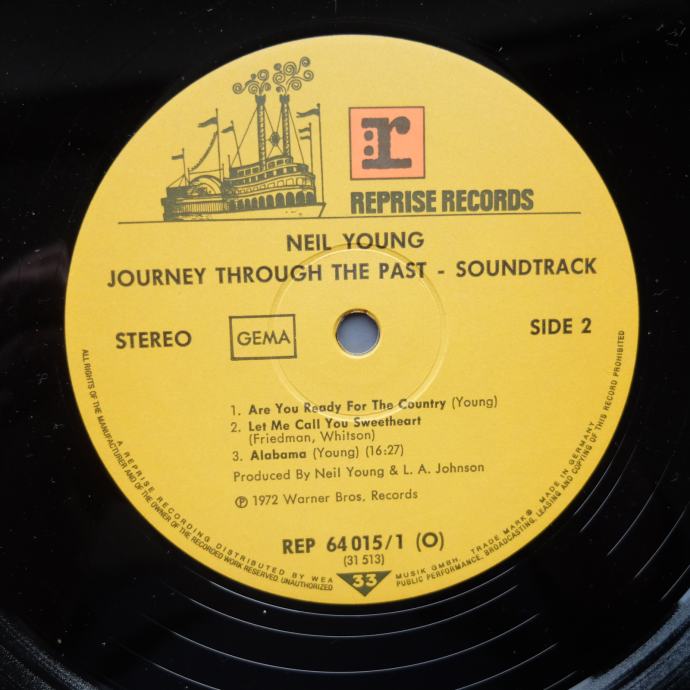 r
REPRISE RECORDS
NEIL YOUNG
JOURNEY THROUGH THE PAST - SOUNDTRACK
STEREO
GEMA
SIDE 2
1. Are You Ready For The Country (Young)
2. Let Me Call You Sweetheart
(Friedman, Whitson)
3. Alabama (Young) (16:27)
Produced By Neil Young & L. A. Johnson
℗ 1972 Warner Bros. Records
REP 64 015/1 (O)
(31 513)
33
A REPRISE RECORDING DISTRIBUTED BY WEA MUSIK GMBH. TRADE MARK® MADE IN GERMANY
ALL RIGHTS OF THE MANUFACTURER AND OF THE OWNER OF THE RECORDED WORK RESERVED. UNAUTHORIZED PUBLIC PERFORMANCE, BROADCASTING, LEASING AND COPYING OF THIS RECORD PROHIBITED